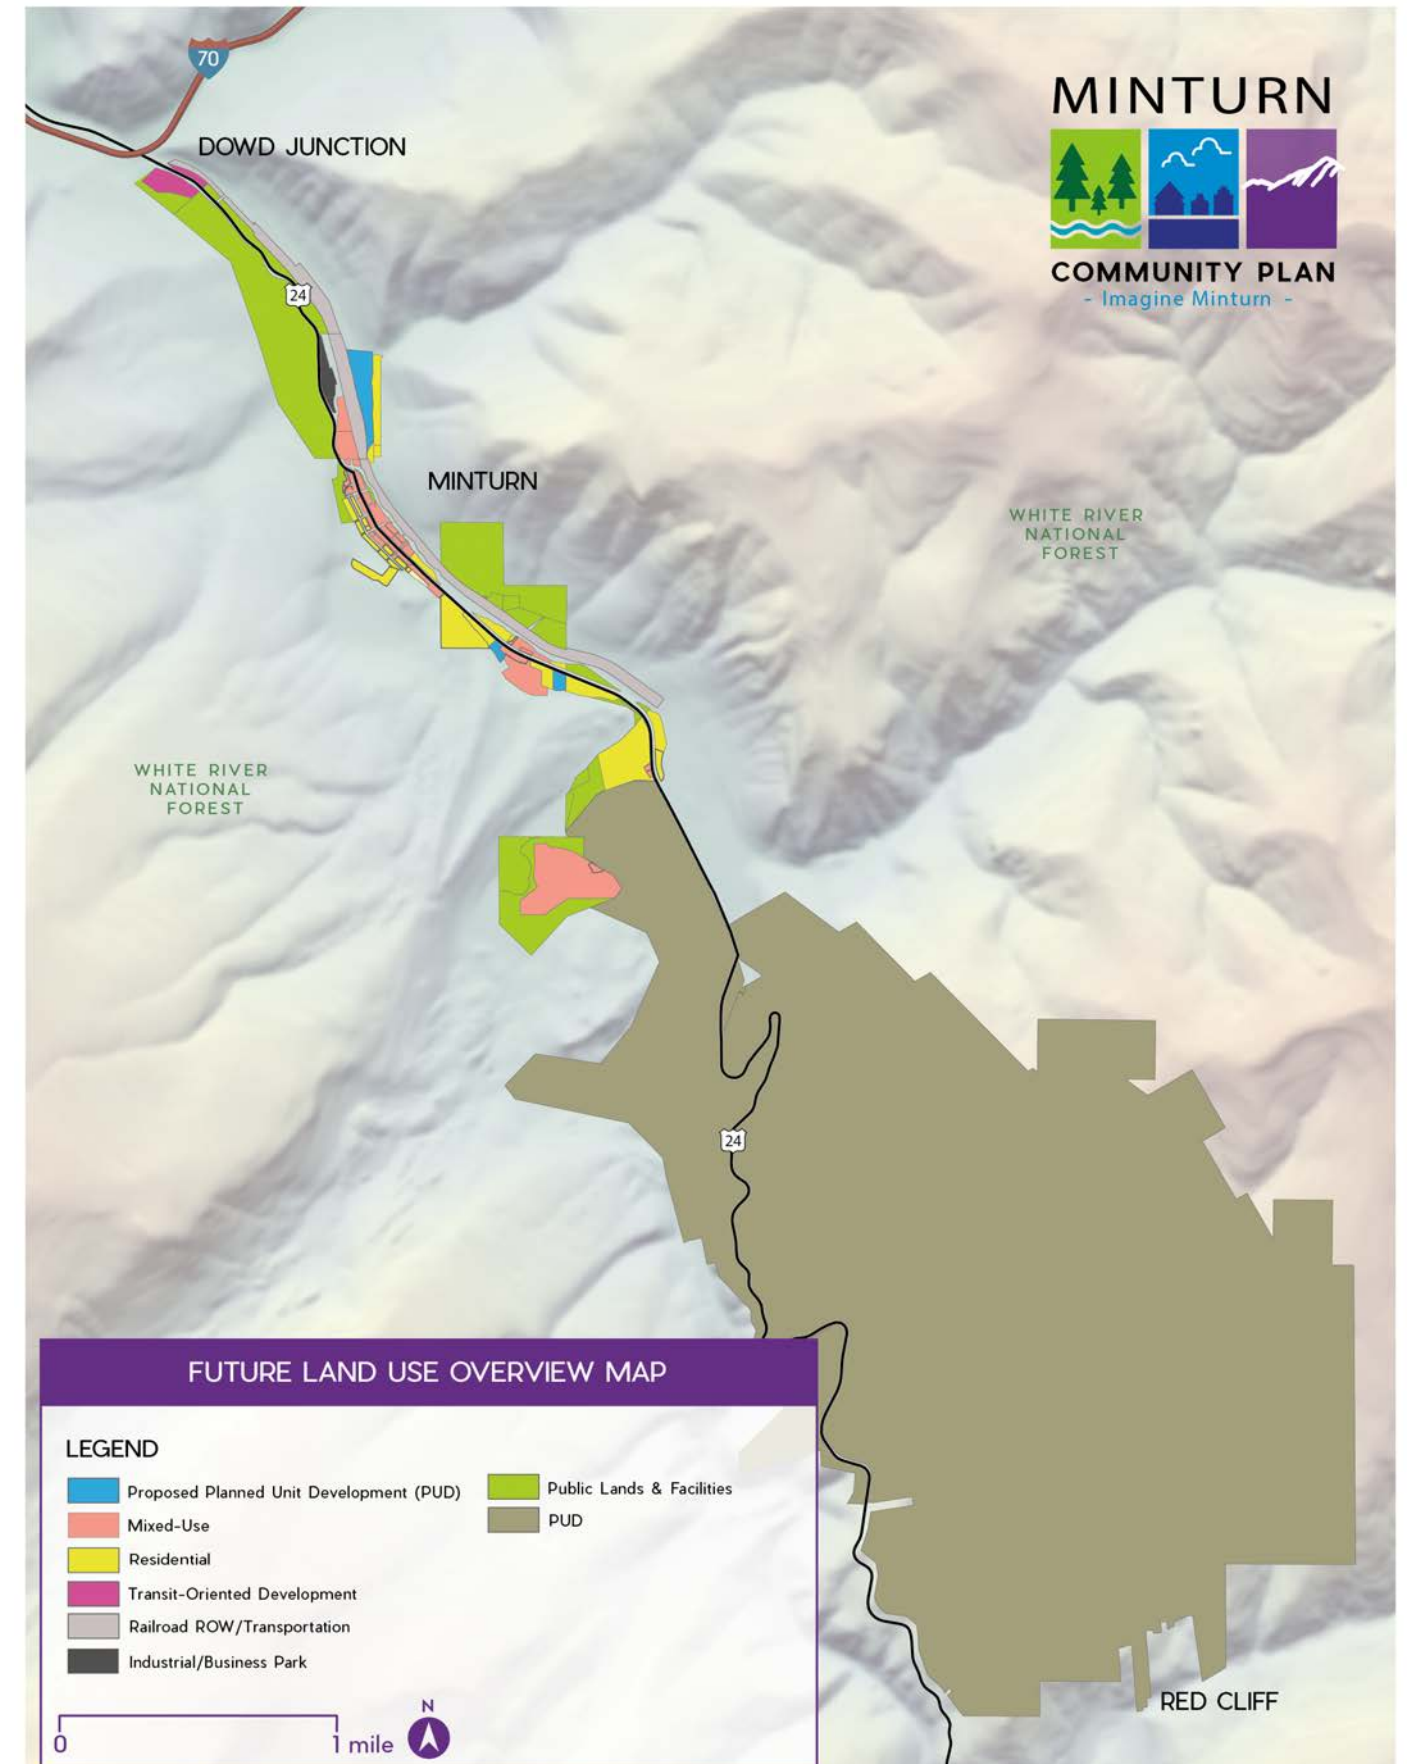 70
DOWD JUNCTION
MINTURN
COMMUNITY PLAN
- Imagine Minturn -
24
MINTURN
WHITE RIVER
NATIONAL
FOREST
WHITE RIVER
NATIONAL
FOREST
24
FUTURE LAND USE OVERVIEW MAP
LEGEND
Proposed Planned Unit Development (PUD)
Mixed-Use
Residential
Transit-Oriented Development
Railroad ROW/Transportation
Industrial/Business Park
Public Lands & Facilities
PUD
0
1 mile
N
RED CLIFF